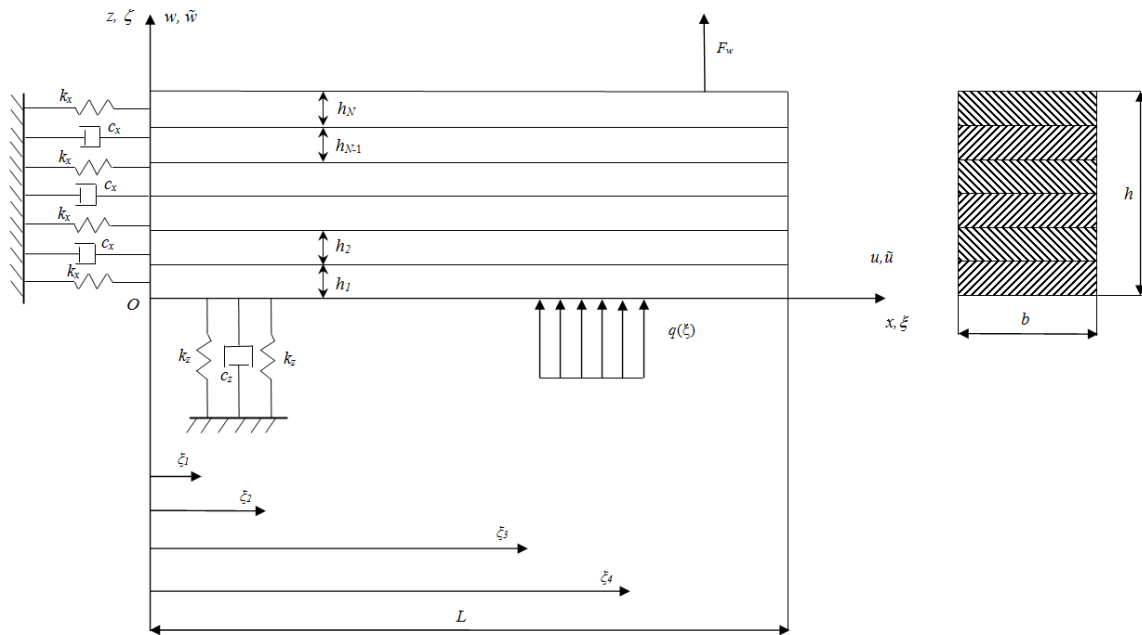 z, ζ
w, w̃
F_w
k_x
h_N
c_x
h_{N-1}
k_x
c_x
h
k_x
c_x
h_2
u, ũ
k_x
h_1
O
x, ξ
b
q(ξ)
k_z
c_z
k_z
ξ_1
ξ_2
ξ_3
ξ_4
L